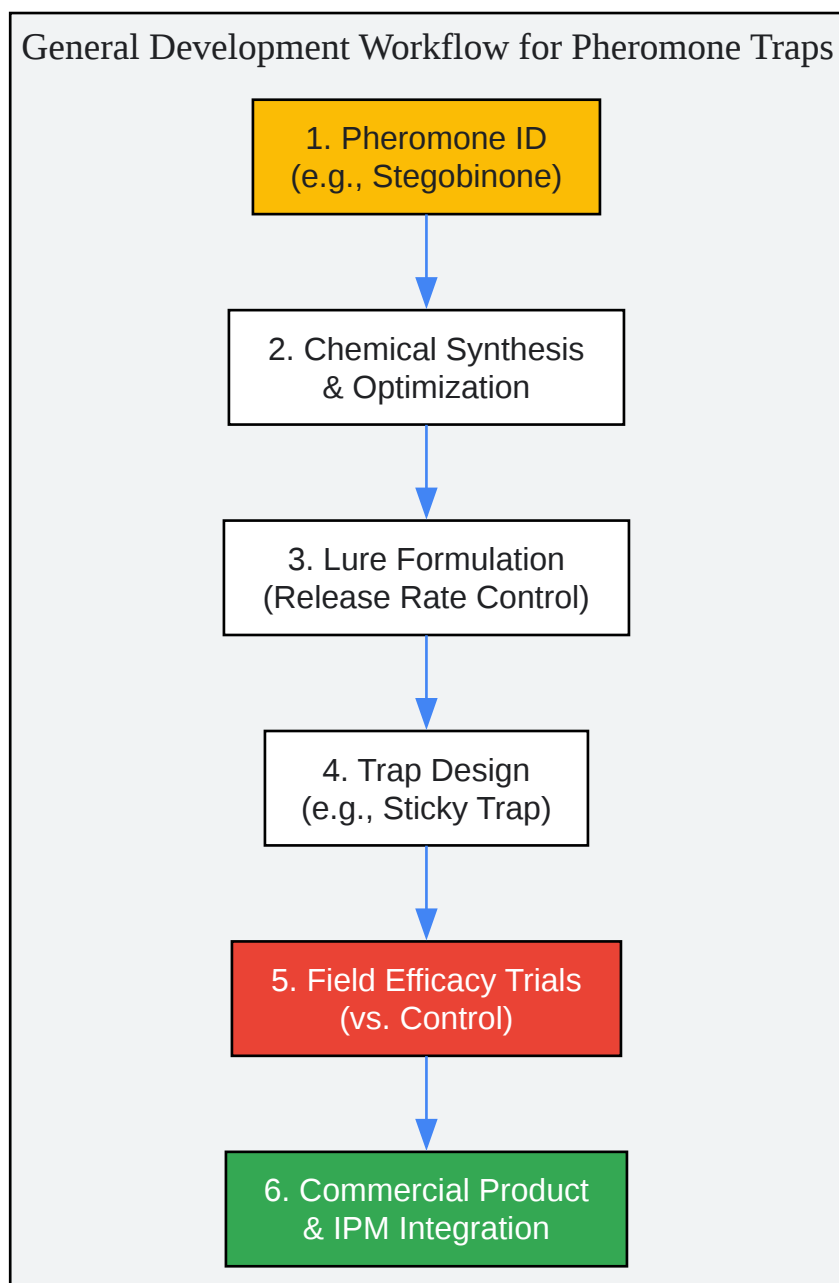 General Development Workflow for Pheromone Traps
1. Pheromone ID
(e.g., Stegobinone)
2. Chemical Synthesis
& Optimization
3. Lure Formulation
(Release Rate Control)
4. Trap Design
(e.g., Sticky Trap)
5. Field Efficacy Trials
(vs. Control)
6. Commercial Product
& IPM Integration